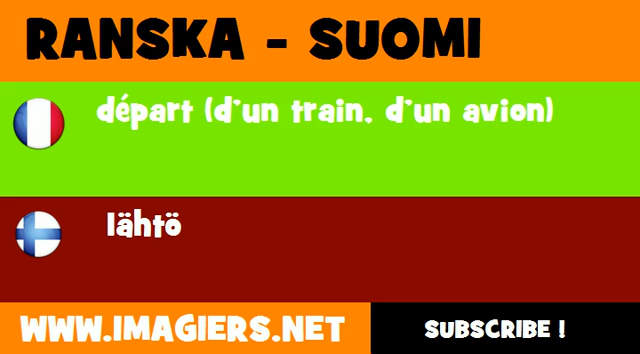 RANSKA - SUOMI
départ (d'un train, d'un avion)
lähtö
WWW.IMAGIERS.NET
SUBSCRIBE !